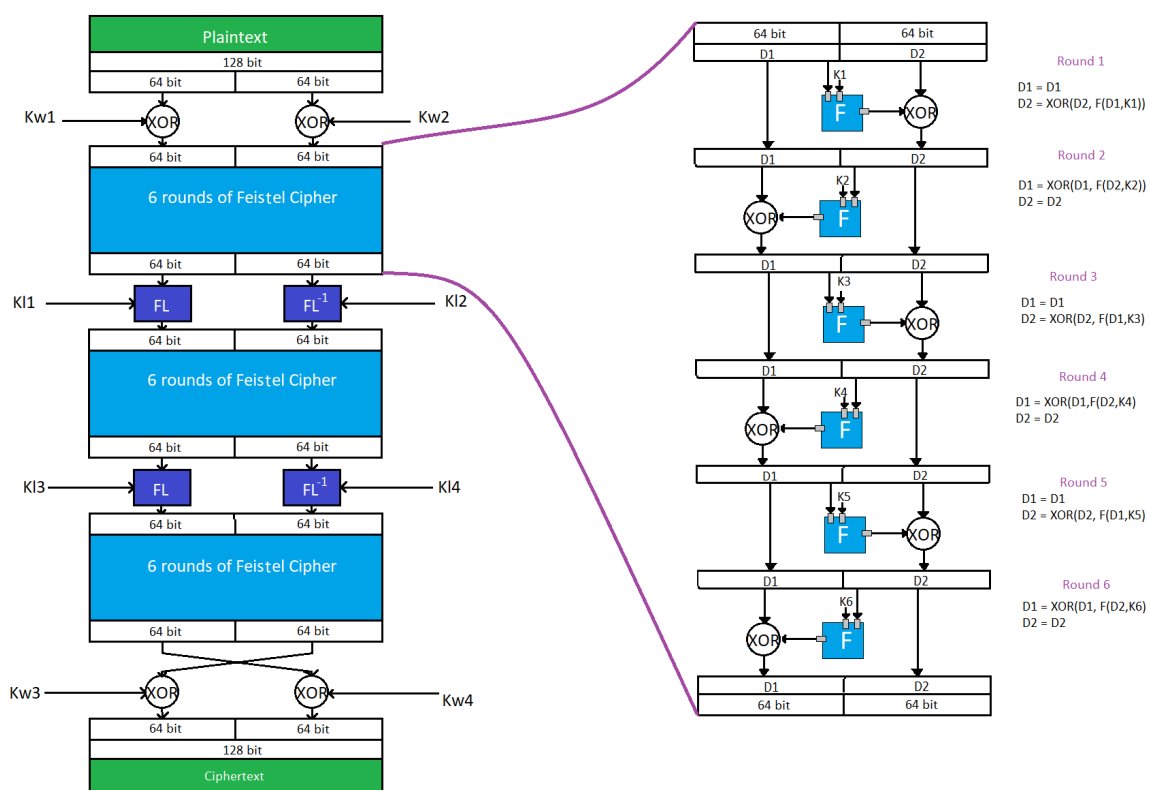 Plaintext
128 bit
64 bit
64 bit
Kw1
XOR
XOR
Kw2
64 bit
64 bit
6 rounds of Feistel Cipher
64 bit
64 bit
Kl1
FL
FL⁻¹
Kl2
64 bit
64 bit
6 rounds of Feistel Cipher
64 bit
64 bit
Kl3
FL
FL⁻¹
Kl4
64 bit
64 bit
6 rounds of Feistel Cipher
64 bit
64 bit
Kw3
XOR
XOR
Kw4
64 bit
64 bit
128 bit
Ciphertext
64 bit
64 bit
D1
D2
K1
F
XOR
Round 1
D1 = D1
D2 = XOR(D2, F(D1,K1))
D1
D2
K2
XOR
F
Round 2
D1 = XOR(D1, F(D2,K2))
D2 = D2
D1
D2
K3
F
XOR
Round 3
D1 = D1
D2 = XOR(D2, F(D1,K3)
D1
D2
K4
XOR
F
Round 4
D1 = XOR(D1,F(D2,K4)
D2 = D2
D1
D2
K5
F
XOR
Round 5
D1 = D1
D2 = XOR(D2, F(D1,K5)
D1
D2
K6
XOR
F
Round 6
D1 = XOR(D1, F(D2,K6)
D2 = D2
D1
D2
64 bit
64 bit